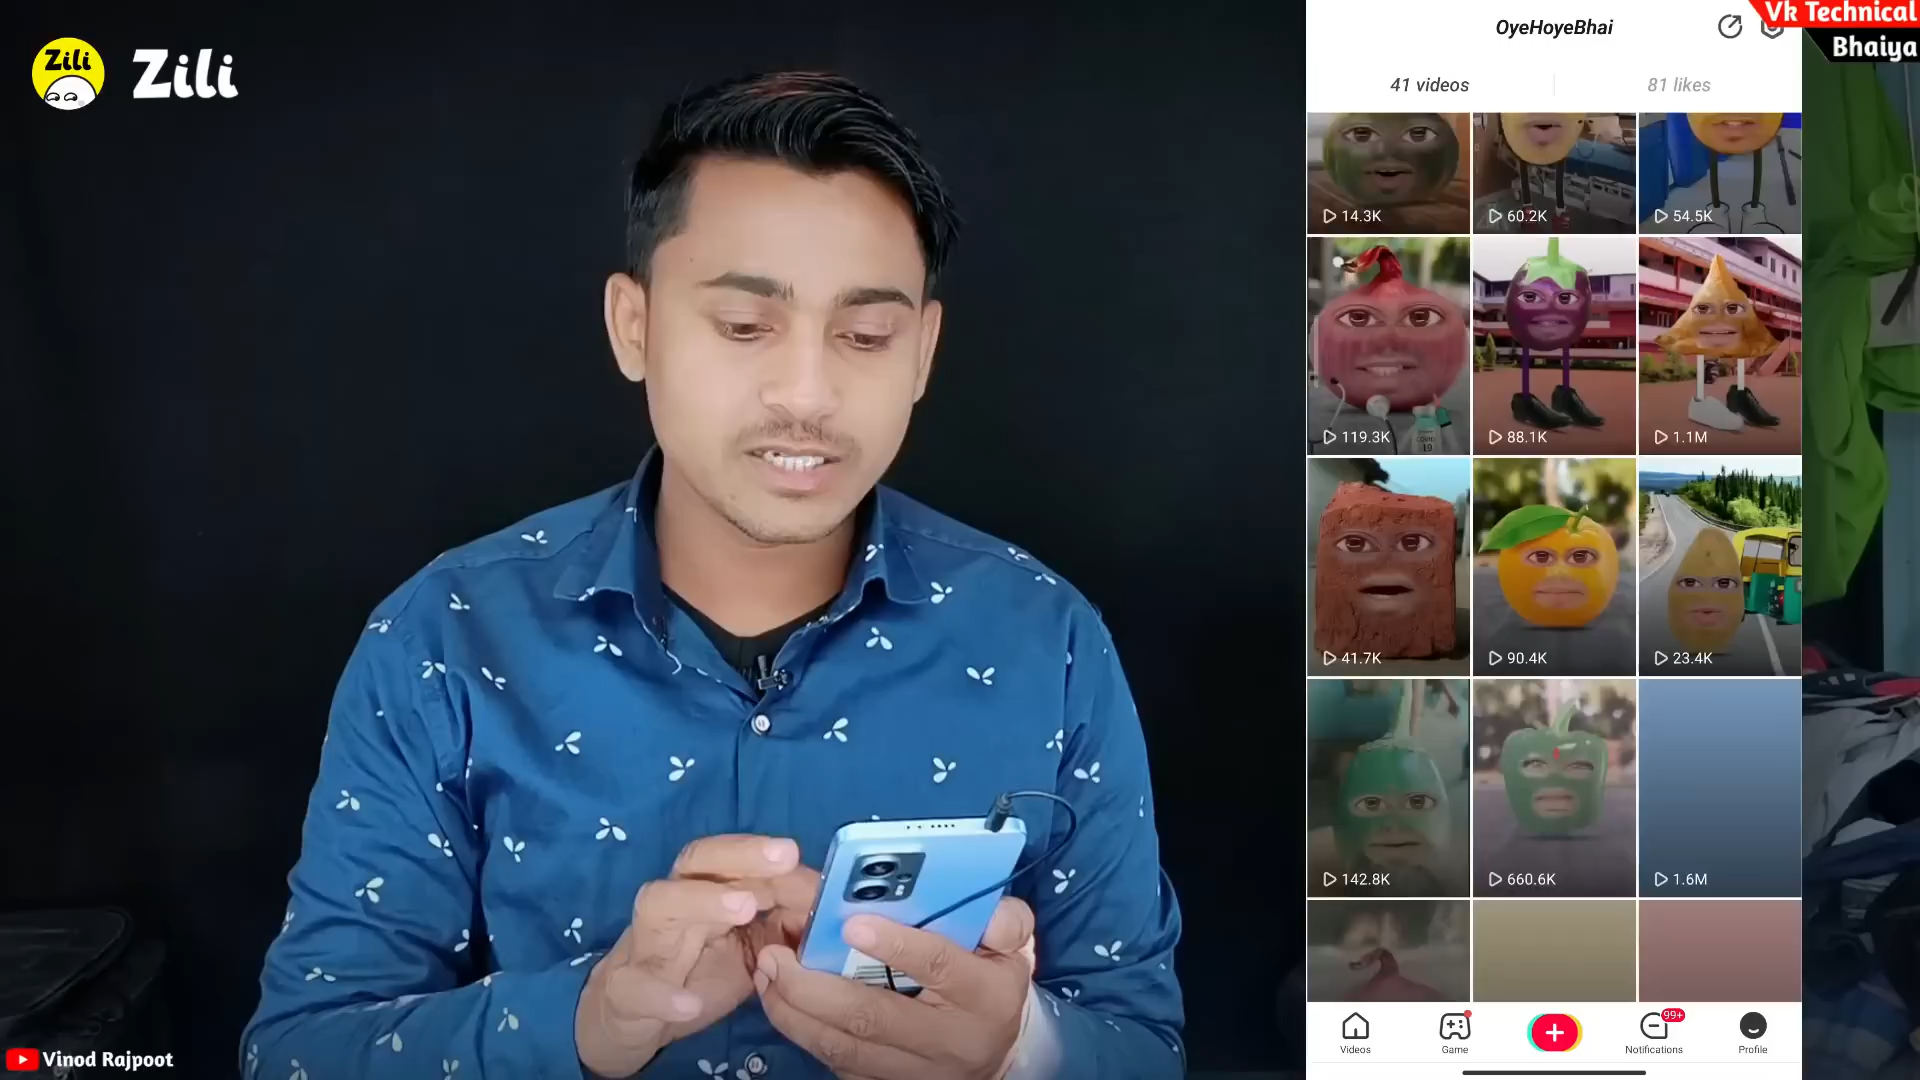 Zili
Zili
OyeHoyeBhai
Vk Technical
Bhaiya
41 videos
81 likes
14.3K
60.2K
54.5K
119.3K
COVID
19
88.1K
1.1M
41.7K
90.4K
23.4K
142.8K
660.6K
1.6M
Videos
Game
99+
Notifications
Profile
Vinod Rajpoot